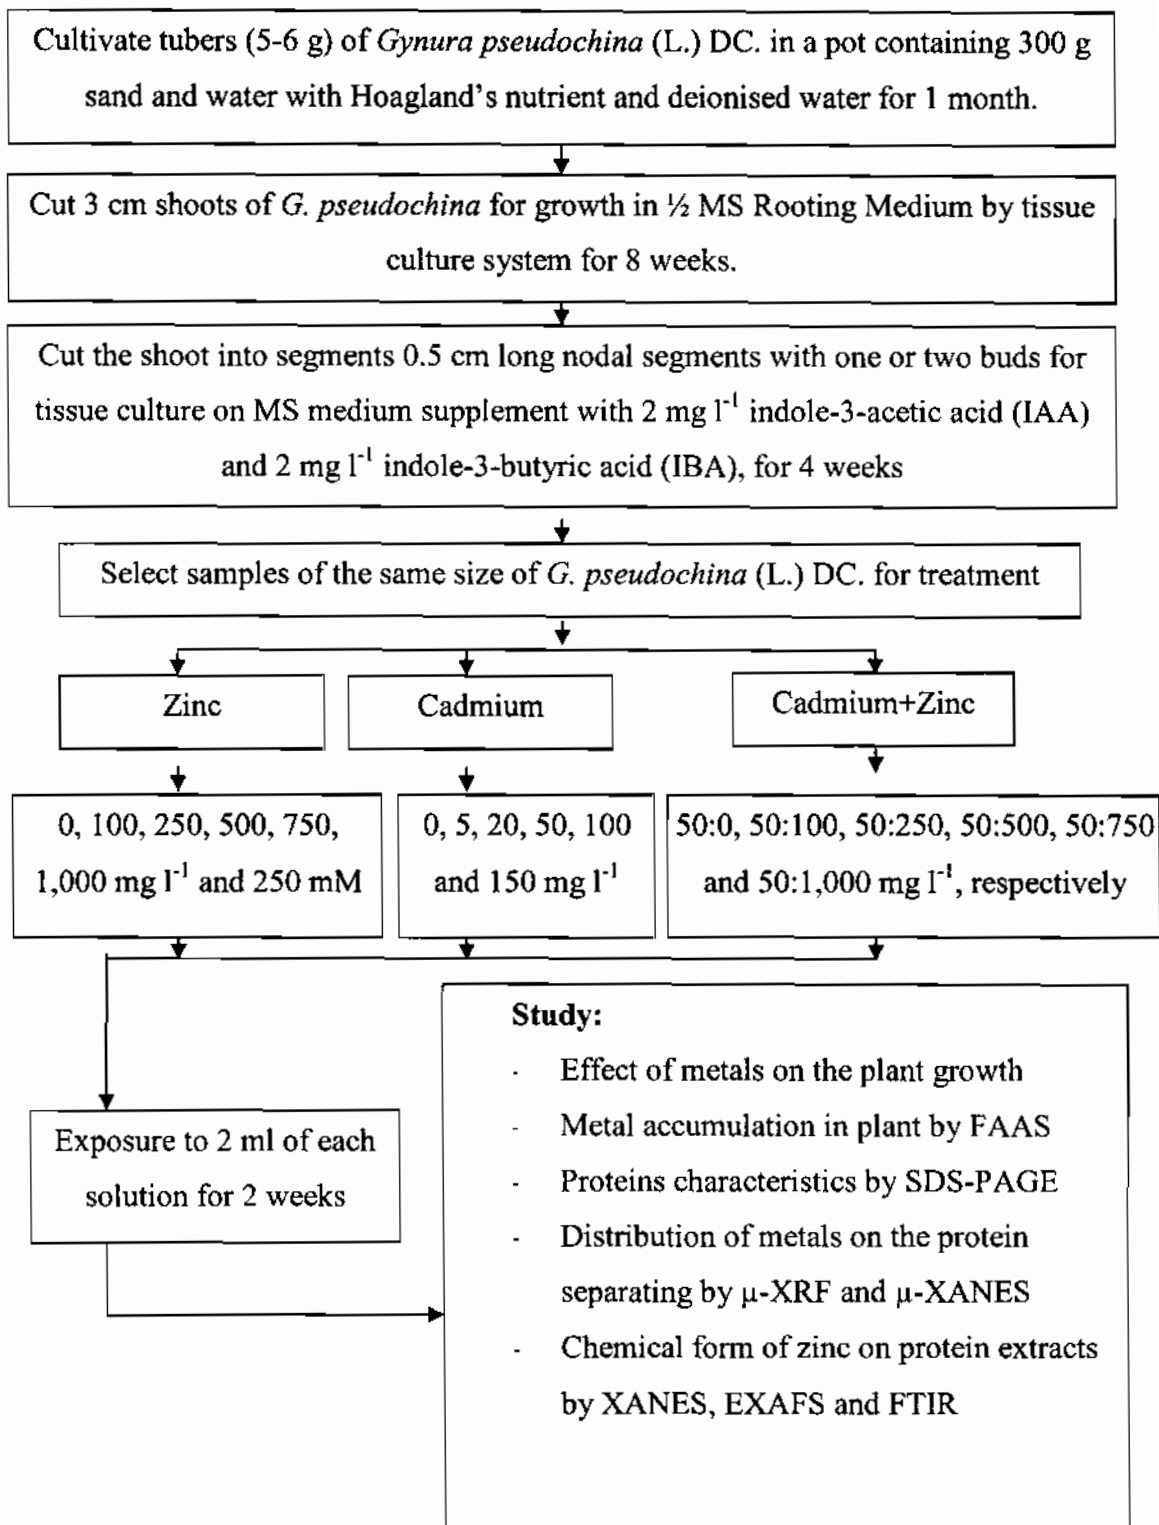 Cultivate tubers (5-6 g) of Gynura pseudochina (L.) DC. in a pot containing 300 g
sand and water with Hoagland's nutrient and deionised water for 1 month.
Cut 3 cm shoots of G. pseudochina for growth in ½ MS Rooting Medium by tissue
culture system for 8 weeks.
Cut the shoot into segments 0.5 cm long nodal segments with one or two buds for
tissue culture on MS medium supplement with 2 mg l⁻¹ indole-3-acetic acid (IAA)
and 2 mg l⁻¹ indole-3-butyric acid (IBA), for 4 weeks
Select samples of the same size of G. pseudochina (L.) DC. for treatment
Zinc
Cadmium
Cadmium+Zinc
0, 100, 250, 500, 750,
1,000 mg l⁻¹ and 250 mM
0, 5, 20, 50, 100
and 150 mg l⁻¹
50:0, 50:100, 50:250, 50:500, 50:750
and 50:1,000 mg l⁻¹, respectively
Exposure to 2 ml of each
solution for 2 weeks
Study:
- Effect of metals on the plant growth
- Metal accumulation in plant by FAAS
- Proteins characteristics by SDS-PAGE
- Distribution of metals on the protein
separating by μ-XRF and μ-XANES
- Chemical form of zinc on protein extracts
by XANES, EXAFS and FTIR